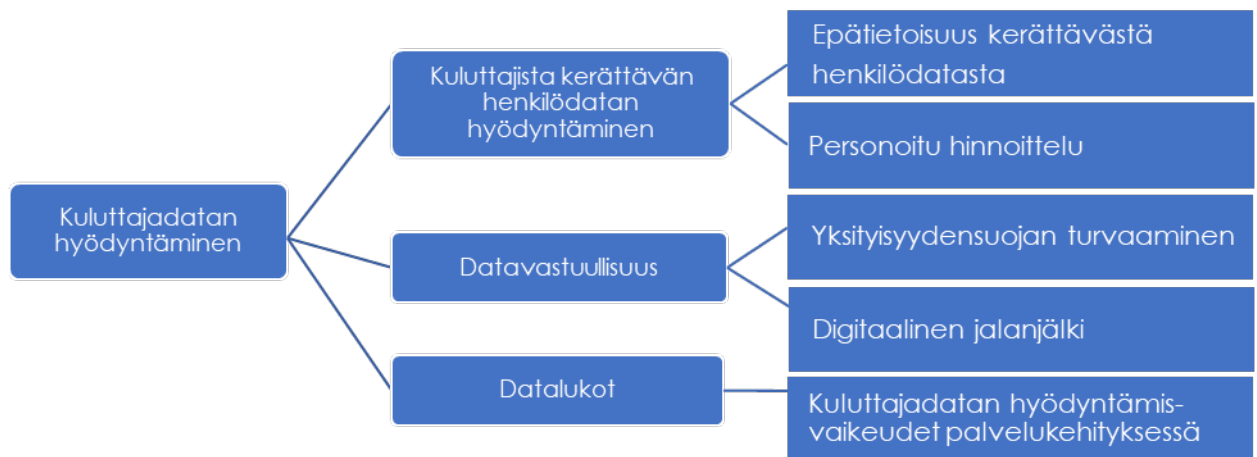 Kuluttajadatan
hyödyntäminen
Kuluttajista kerättävän
henkilödatan
hyödyntäminen
Epätietoisuus kerättävästä
henkilödatasta
Personoitu hinnoittelu
Datavastuullisuus
Yksityisyydensuojan turvaaminen
Digitaalinen jalanjälki
Datalukot
Kuluttajadatan hyödyntämis-
vaikeudet palvelukehityksessä